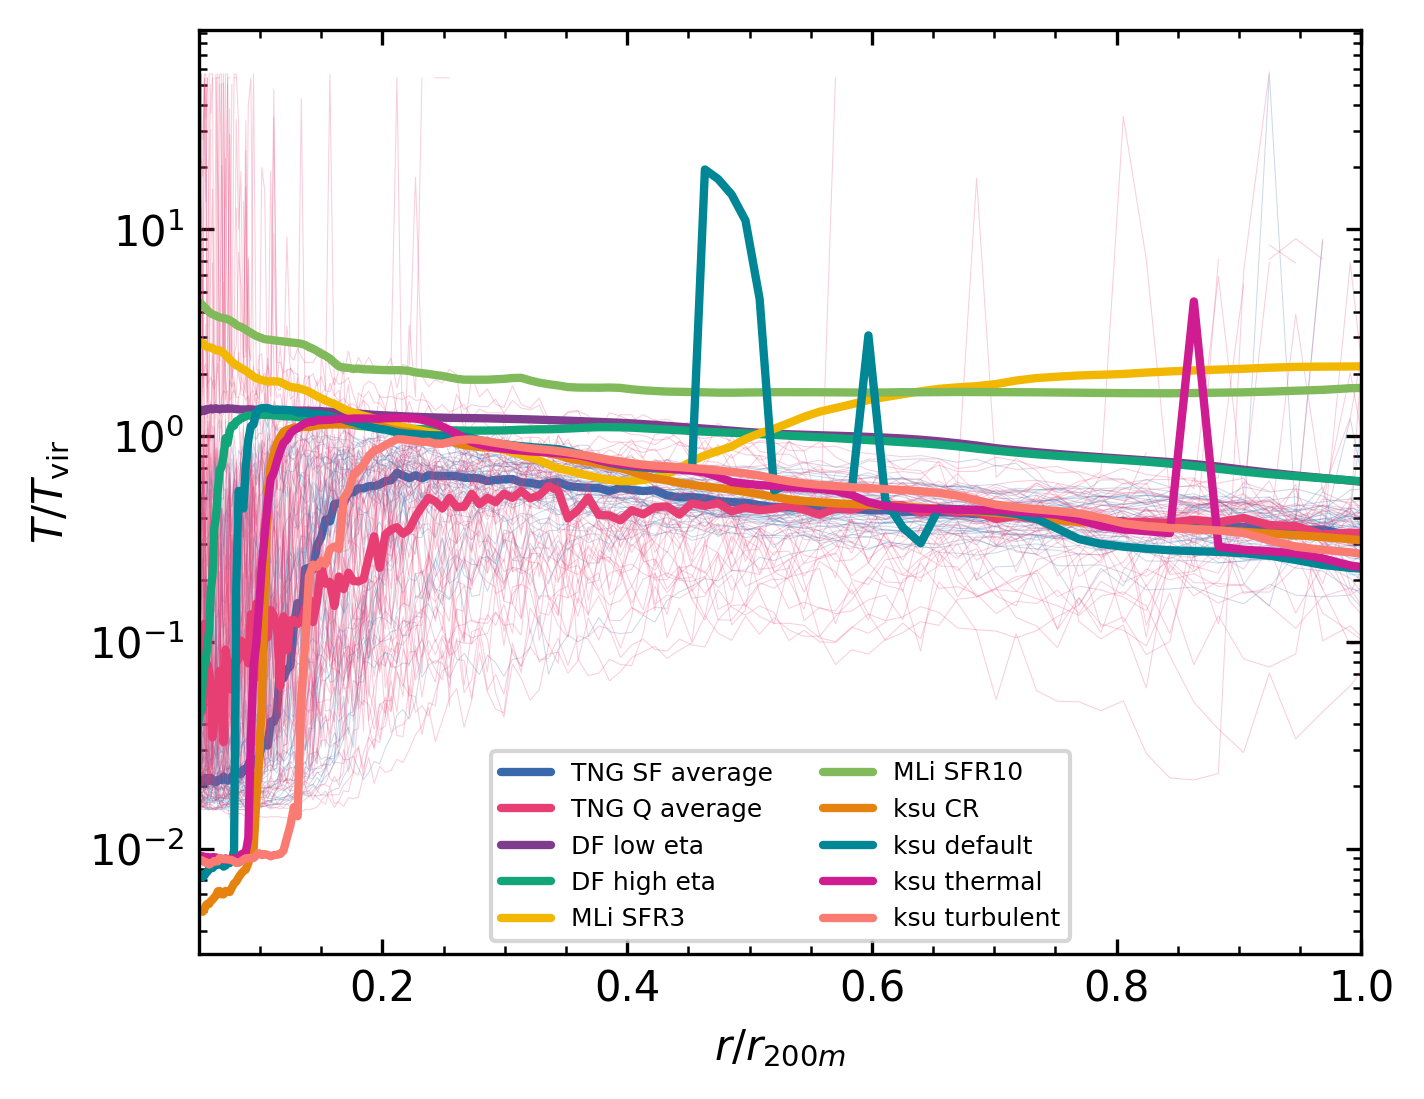 T/T_vir
10^1
10^0
10^−1
10^−2
TNG SF average
TNG Q average
DF low eta
DF high eta
MLi SFR3
MLi SFR10
ksu CR
ksu default
ksu thermal
ksu turbulent
0.2 0.4 0.6 0.8 1.0
r/r_200m